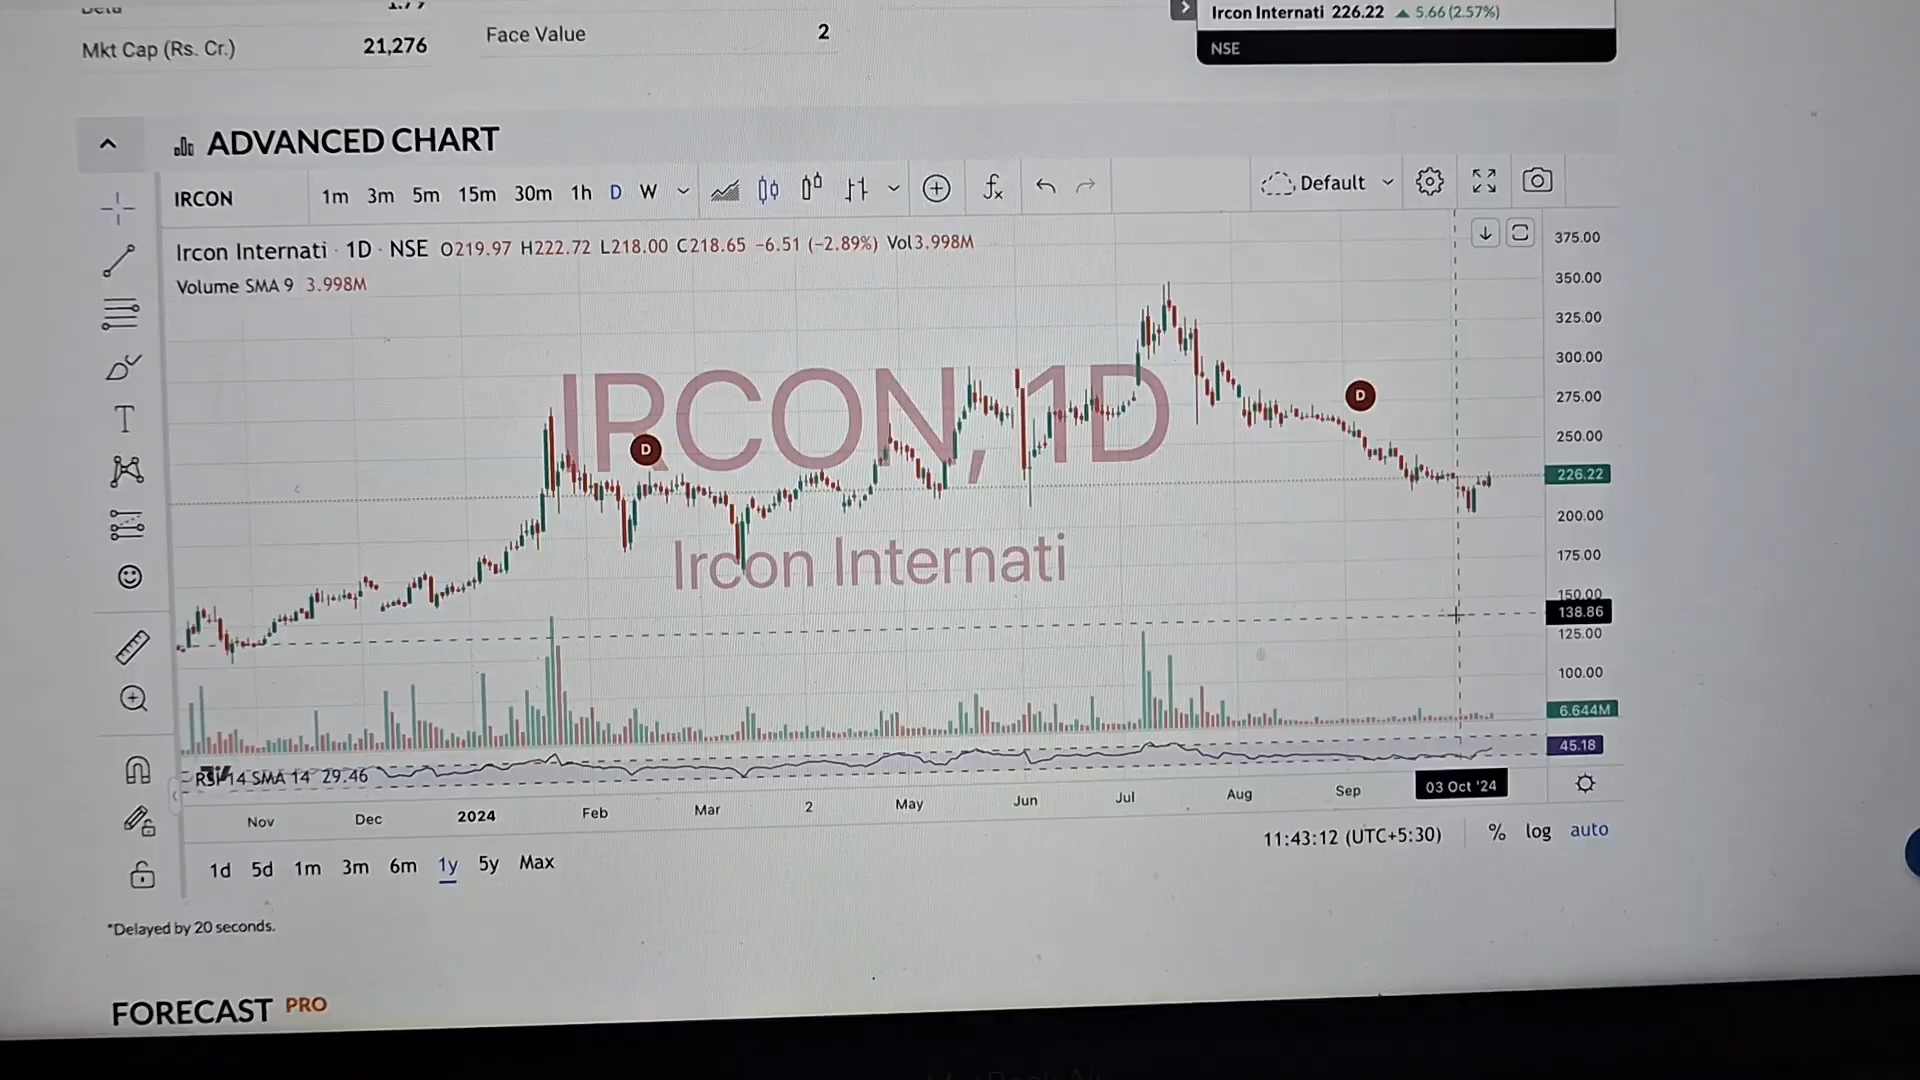 Mkt Cap (Rs. Cr.) 21,276
Face Value 2
Ircon Internati 226.22 ▲ 5.66 (2.57%)
NSE
ADVANCED CHART
IRCON 1m 3m 5m 15m 30m 1h D W Default
Ircon Internati · 1D · NSE O219.97 H222.72 L218.00 C218.65 −6.51 (−2.89%) Vol3.998M
Volume SMA 9 3.998M
IRCON, 1D
Ircon Internati
D
D
375.00
350.00
325.00
300.00
275.00
250.00
226.22
200.00
175.00
150.00
138.86
125.00
100.00
6.644M
45.18
RSI 14 SMA 14 29.46
Nov Dec 2024 Feb Mar 2 May Jun Jul Aug Sep 03 Oct '24
11:43:12 (UTC+5:30) % log auto
1d 5d 1m 3m 6m 1y 5y Max
*Delayed by 20 seconds.
FORECAST PRO